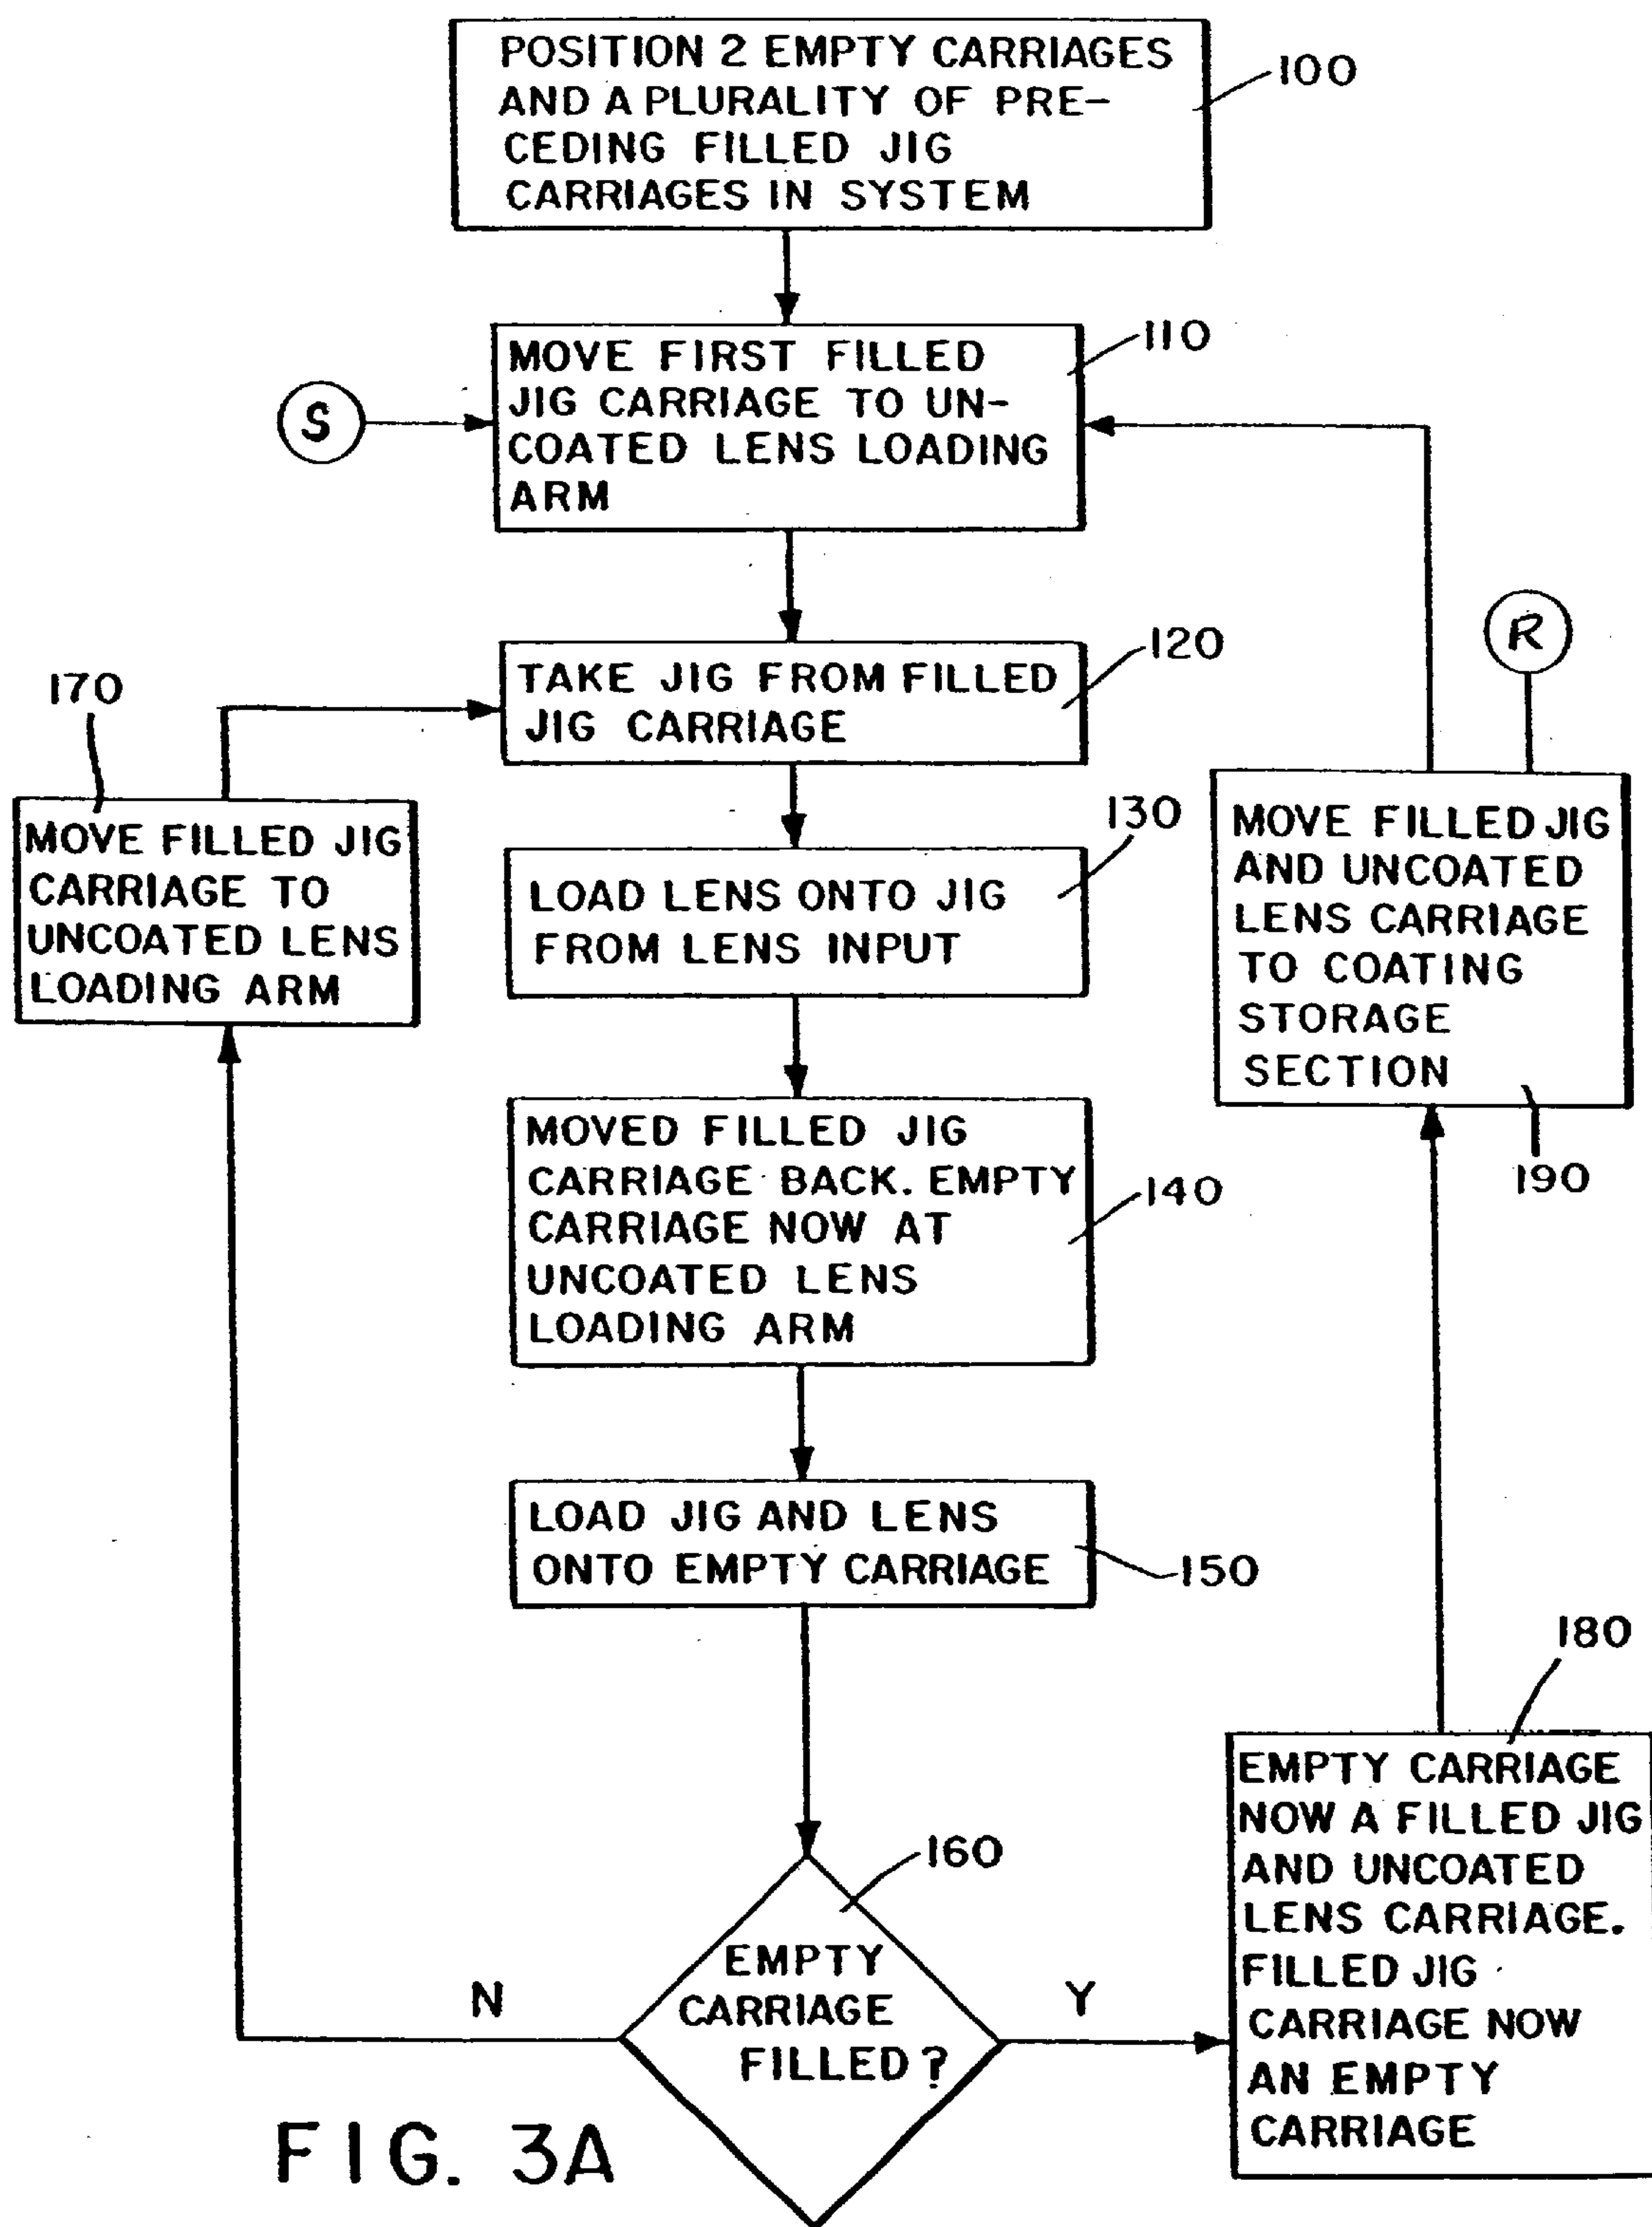 POSITION 2 EMPTY CARRIAGES
AND A PLURALITY OF PRE-
CEDING FILLED JIG
CARRIAGES IN SYSTEM
100
MOVE FIRST FILLED
JIG CARRIAGE TO UN-
COATED LENS LOADING
ARM
110
S
TAKE JIG FROM FILLED
JIG CARRIAGE
120
R
170
MOVE FILLED JIG
CARRIAGE TO
UNCOATED LENS
LOADING ARM
LOAD LENS ONTO JIG
FROM LENS INPUT
130
MOVE FILLED JIG
AND UNCOATED
LENS CARRIAGE
TO COATING
STORAGE
SECTION
190
MOVED FILLED JIG
CARRIAGE BACK. EMPTY
CARRIAGE NOW AT
UNCOATED LENS
LOADING ARM
140
LOAD JIG AND LENS
ONTO EMPTY CARRIAGE
150
160
EMPTY
CARRIAGE
FILLED?
N
Y
180
EMPTY CARRIAGE
NOW A FILLED JIG
AND UNCOATED
LENS CARRIAGE.
FILLED JIG
CARRIAGE NOW
AN EMPTY
CARRIAGE
FIG. 3A